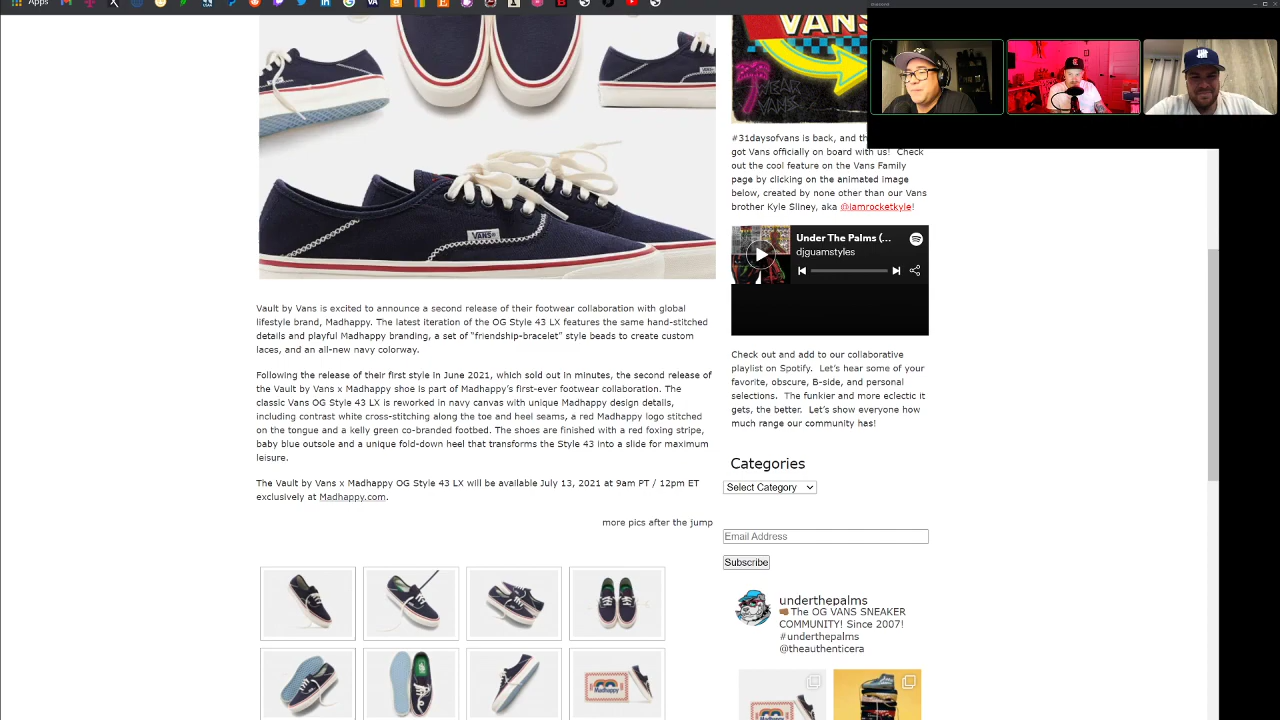 Apps
VANS
WEAR
VANS
#31daysofvans is back, and th
got Vans officially on board with us! Check
out the cool feature on the Vans Family
page by clicking on the animated image
below, created by none other than our Vans
brother Kyle Sliney, aka @iamrocketkyle!
VANS
Under The Palms (...
djguamstyles
Vault by Vans is excited to announce a second release of their footwear collaboration with global
lifestyle brand, Madhappy. The latest iteration of the OG Style 43 LX features the same hand-stitched
details and playful Madhappy branding, a set of “friendship-bracelet” style beads to create custom
laces, and an all-new navy colorway.
Following the release of their first style in June 2021, which sold out in minutes, the second release of
the Vault by Vans x Madhappy shoe is part of Madhappy’s first-ever footwear collaboration. The
classic Vans OG Style 43 LX is reworked in navy canvas with unique Madhappy design details,
including contrast white cross-stitching along the toe and heel seams, a red Madhappy logo stitched
on the tongue and a kelly green co-branded footbed. The shoes are finished with a red foxing stripe,
baby blue outsole and a unique fold-down heel that transforms the Style 43 into a slide for maximum
leisure.
The Vault by Vans x Madhappy OG Style 43 LX will be available July 13, 2021 at 9am PT / 12pm ET
exclusively at Madhappy.com.
more pics after the jump
Check out and add to our collaborative
playlist on Spotify. Let’s hear some of your
favorite, obscure, B-side, and personal
selections. The funkier and more eclectic it
gets, the better. Let’s show everyone how
much range our community has!
Categories
Select Category
Email Address
Subscribe
underthepalms
The OG VANS SNEAKER
COMMUNITY! Since 2007!
#underthepalms
@theauthenticera
Madhappy
Madhappy